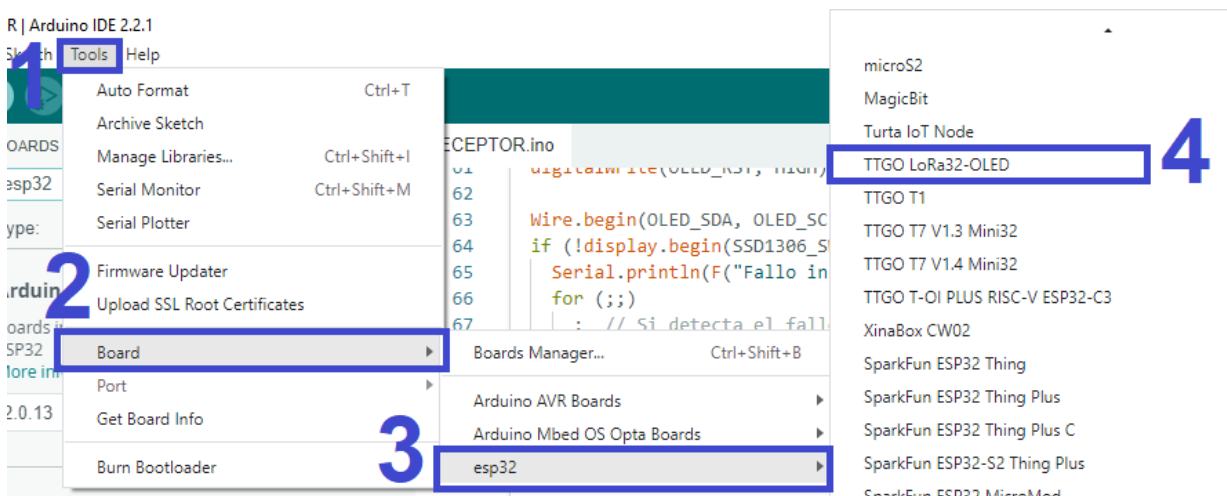 R | Arduino IDE 2.2.1
Tools Help
1
Auto Format Ctrl+T
Archive Sketch
Manage Libraries... Ctrl+Shift+I
Serial Monitor Ctrl+Shift+M
Serial Plotter
2
Firmware Updater
Upload SSL Root Certificates
Board
Port
Get Board Info
Burn Bootloader
OARDS
esp32
ype:
rduin
oards i
SP32
lore in
2.0.13
ECEPTOR.ino
61 digitalWrite(OLED_RST, HIGH)
62
63 Wire.begin(OLED_SDA, OLED_SC
64 if (!display.begin(SSD1306_S
65 Serial.println(F("Fallo in
66 for (;;)
67 ; // Si detecta el fall
Boards Manager... Ctrl+Shift+B
Arduino AVR Boards
Arduino Mbed OS Opta Boards
3
esp32
microS2
MagicBit
Turta IoT Node
4
TTGO LoRa32-OLED
TTGO T1
TTGO T7 V1.3 Mini32
TTGO T7 V1.4 Mini32
TTGO T-OI PLUS RISC-V ESP32-C3
XinaBox CW02
SparkFun ESP32 Thing
SparkFun ESP32 Thing Plus
SparkFun ESP32 Thing Plus C
SparkFun ESP32-S2 Thing Plus
SparkFun ESP32 MicroMod